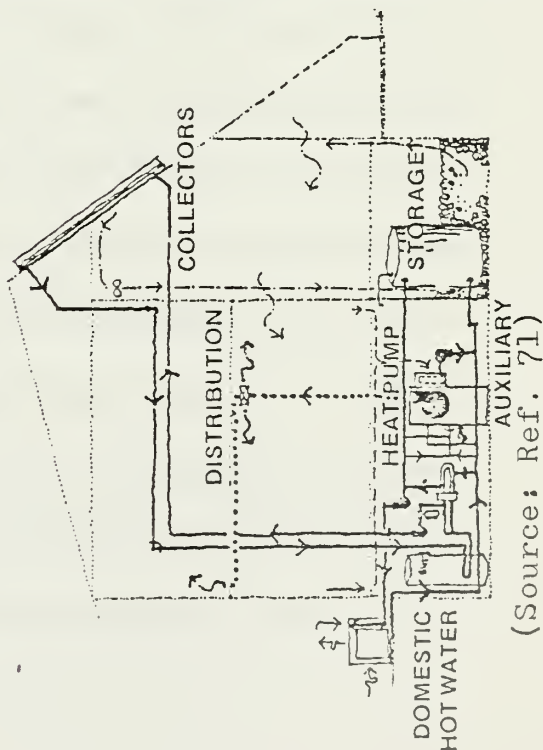 COLLECTORS
DISTRIBUTION
STORAGE
HEAT PUMP
AUXILIARY
DOMESTIC
HOT WATER
(Source: Ref. 71)